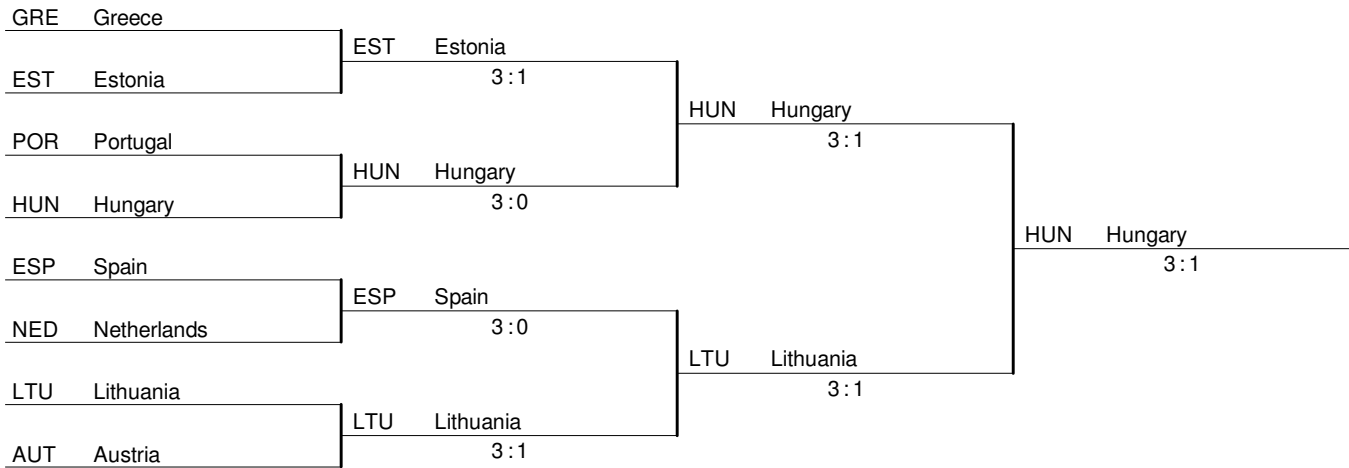 GRE Greece
EST Estonia
3 : 1
EST Estonia
HUN Hungary
3 : 1
POR Portugal
HUN Hungary
3 : 0
HUN Hungary
HUN Hungary
3 : 1
ESP Spain
ESP Spain
3 : 0
NED Netherlands
LTU Lithuania
3 : 1
LTU Lithuania
LTU Lithuania
3 : 1
AUT Austria